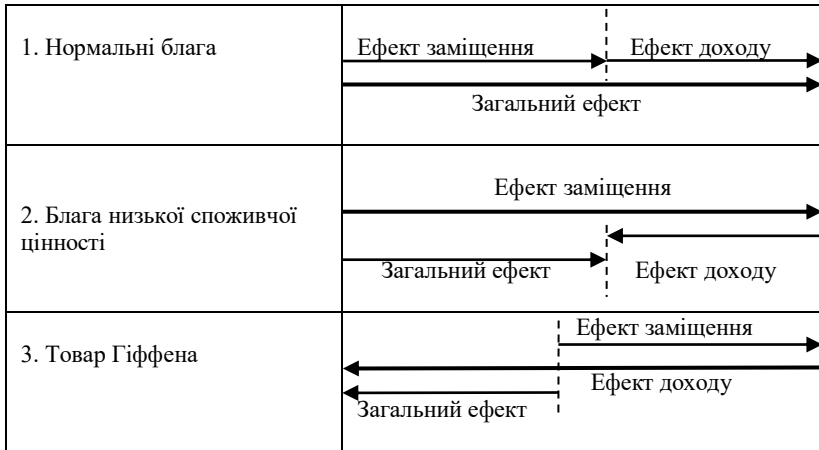 1. Нормальні блага
Ефект заміщення
Ефект доходу
Загальний ефект
2. Блага низької споживчої
цінності
Ефект заміщення
Загальний ефект
Ефект доходу
3. Товар Гіффена
Ефект заміщення
Ефект доходу
Загальний ефект